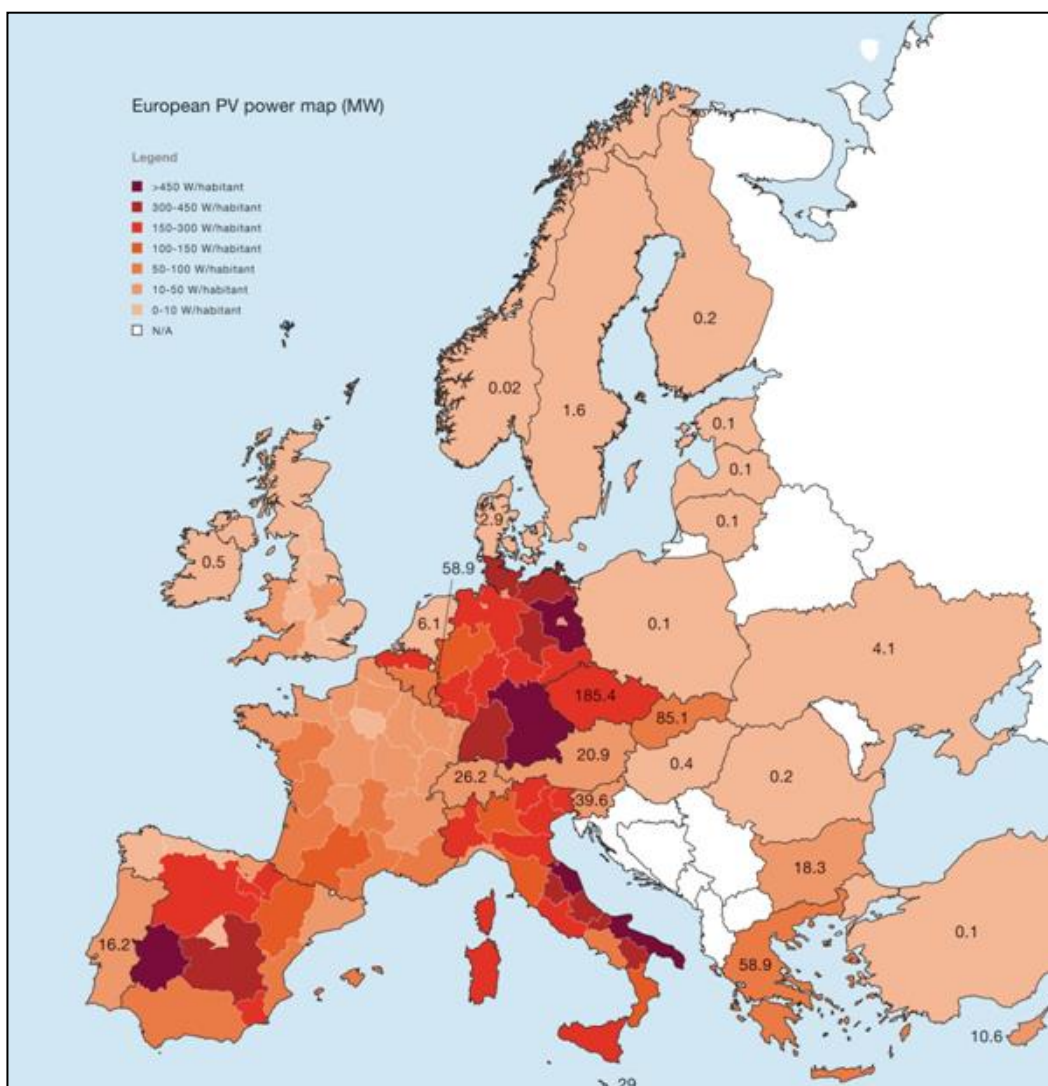 European PV power map (MW)
Legend
>450 W/habitant
300-450 W/habitant
150-300 W/habitant
100-150 W/habitant
50-100 W/habitant
10-50 W/habitant
0-10 W/habitant
N/A
0.2
0.02
1.6
0.1
0.1
0.1
2.9
0.5
58.9
6.1
0.1
4.1
185.4
85.1
20.9
26.2
0.4
0.2
39.6
18.3
16.2
0.1
58.9
10.6
29